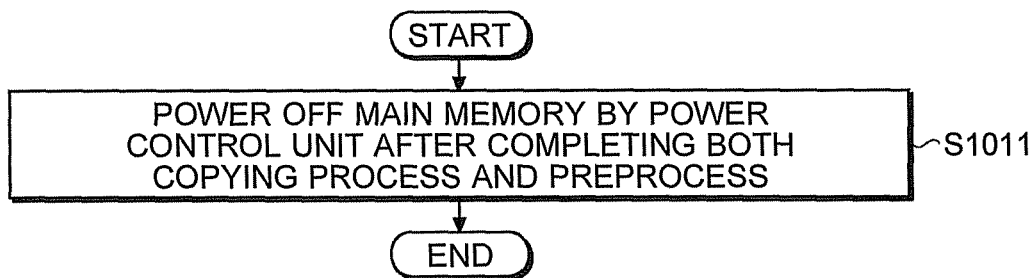 START
POWER OFF MAIN MEMORY BY POWER
CONTROL UNIT AFTER COMPLETING BOTH
COPYING PROCESS AND PREPROCESS
S1011
END